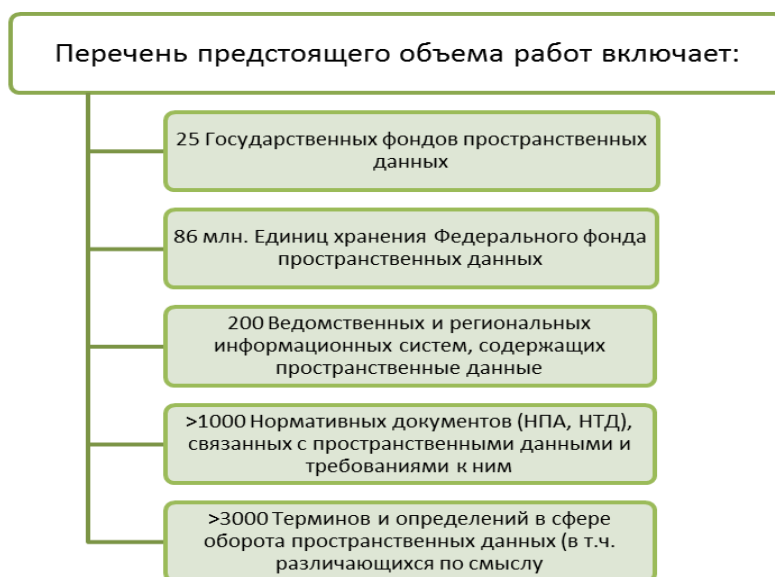 Перечень предстоящего объема работ включает:
25 Государственных фондов пространственных
данных
86 млн. Единиц хранения Федерального фонда
пространственных данных
200 Ведомственных и региональных
информационных систем, содержащих
пространственные данные
>1000 Нормативных документов (НПА, НТД),
связанных с пространственными данными и
требованиями к ним
>3000 Терминов и определений в сфере
оборота пространственных данных (в т.ч.
различающихся по смыслу